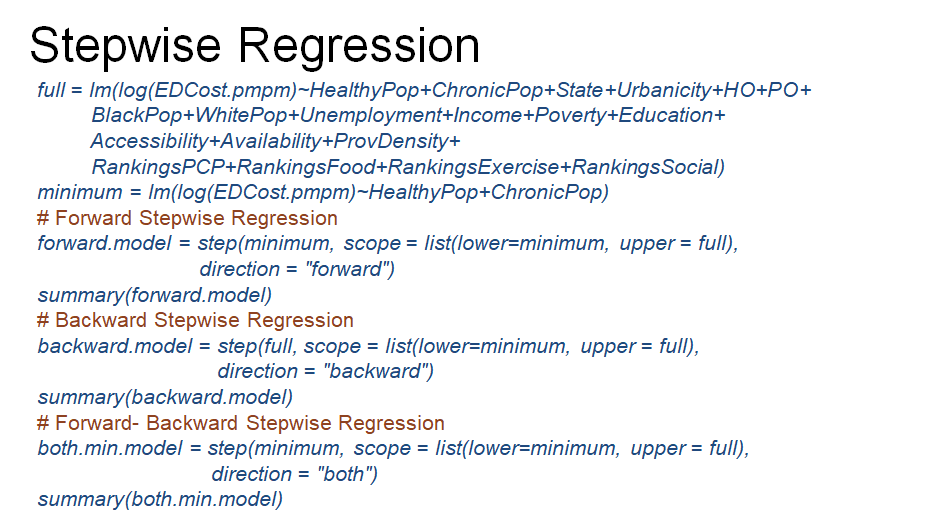 Stepwise Regression
full = lm(log(EDCost.pmpm)~HealthyPop+ChronicPop+State+Urbanicity+HO+PO+
BlackPop+WhitePop+Unemployment+Income+Poverty+Education+
Accessibility+Availability+ProvDensity+
RankingsPCP+RankingsFood+RankingsExercise+RankingsSocial)
minimum = lm(log(EDCost.pmpm)~HealthyPop+ChronicPop)
# Forward Stepwise Regression
forward.model = step(minimum, scope = list(lower=minimum, upper = full),
direction = "forward")
summary(forward.model)
# Backward Stepwise Regression
backward.model = step(full, scope = list(lower=minimum, upper = full),
direction = "backward")
summary(backward.model)
# Forward- Backward Stepwise Regression
both.min.model = step(minimum, scope = list(lower=minimum, upper = full),
direction = "both")
summary(both.min.model)